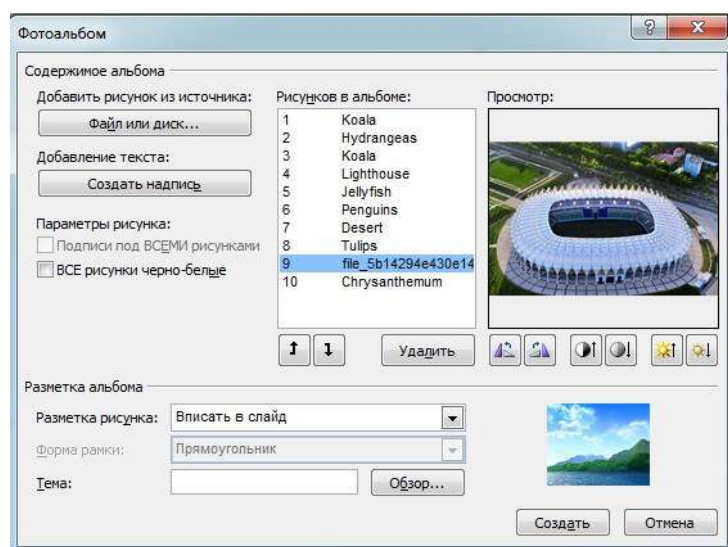 Фотоальбом
Содержимое альбома
Добавить рисунок из источника:
Файл или диск...
Добавление текста:
Создать надпись
Параметры рисунка:
Подписи под ВСЕМИ рисунками
ВСЕ рисунки черно-белые
Рисунков в альбоме:
1 Koala
2 Hydrangeas
3 Koala
4 Lighthouse
5 Jellyfish
6 Penguins
7 Desert
8 Tulips
9 file_5b14294e430e14
10 Chrysanthemum
Удалить
Просмотр:
Разметка альбома
Разметка рисунка: Вписать в слайд
Форма рамки: Прямоугольник
Тема: Обзор...
Создать Отмена